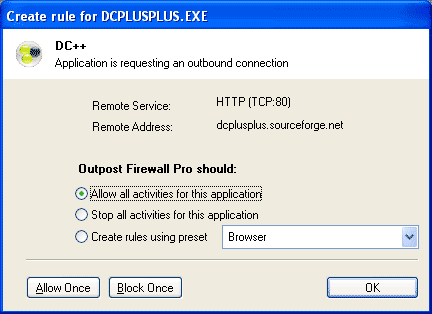 Create rule for DCPLUSPLUS.EXE
DC++
Application is requesting an outbound connection
Remote Service: HTTP (TCP:80)
Remote Address: dcplusplus.sourceforge.net
Outpost Firewall Pro should:
Allow all activities for this application
Stop all activities for this application
Create rules using preset Browser
Allow Once Block Once OK